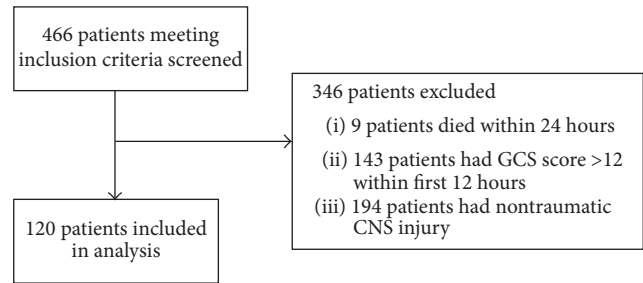 466 patients meeting
inclusion criteria screened
346 patients excluded
(i) 9 patients died within 24 hours
(ii) 143 patients had GCS score >12
within first 12 hours
(iii) 194 patients had nontraumatic
CNS injury
120 patients included
in analysis